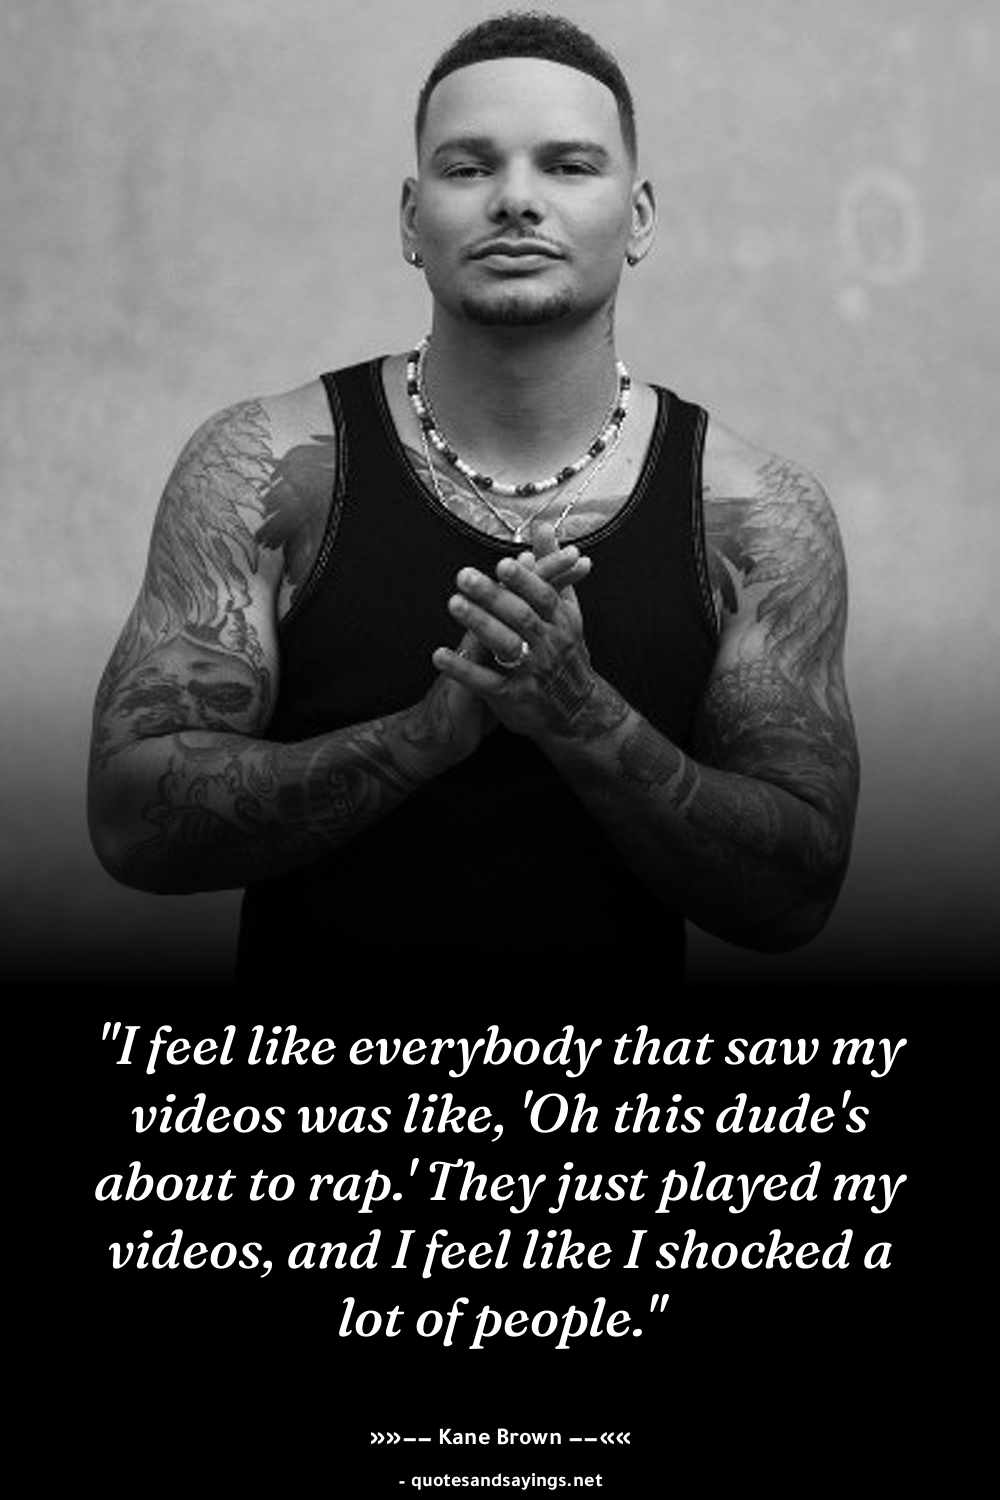 "I feel like everybody that saw my
videos was like, 'Oh this dude's
about to rap.' They just played my
videos, and I feel like I shocked a
lot of people."
»»−− Kane Brown −−««
- quotesandsayings.net